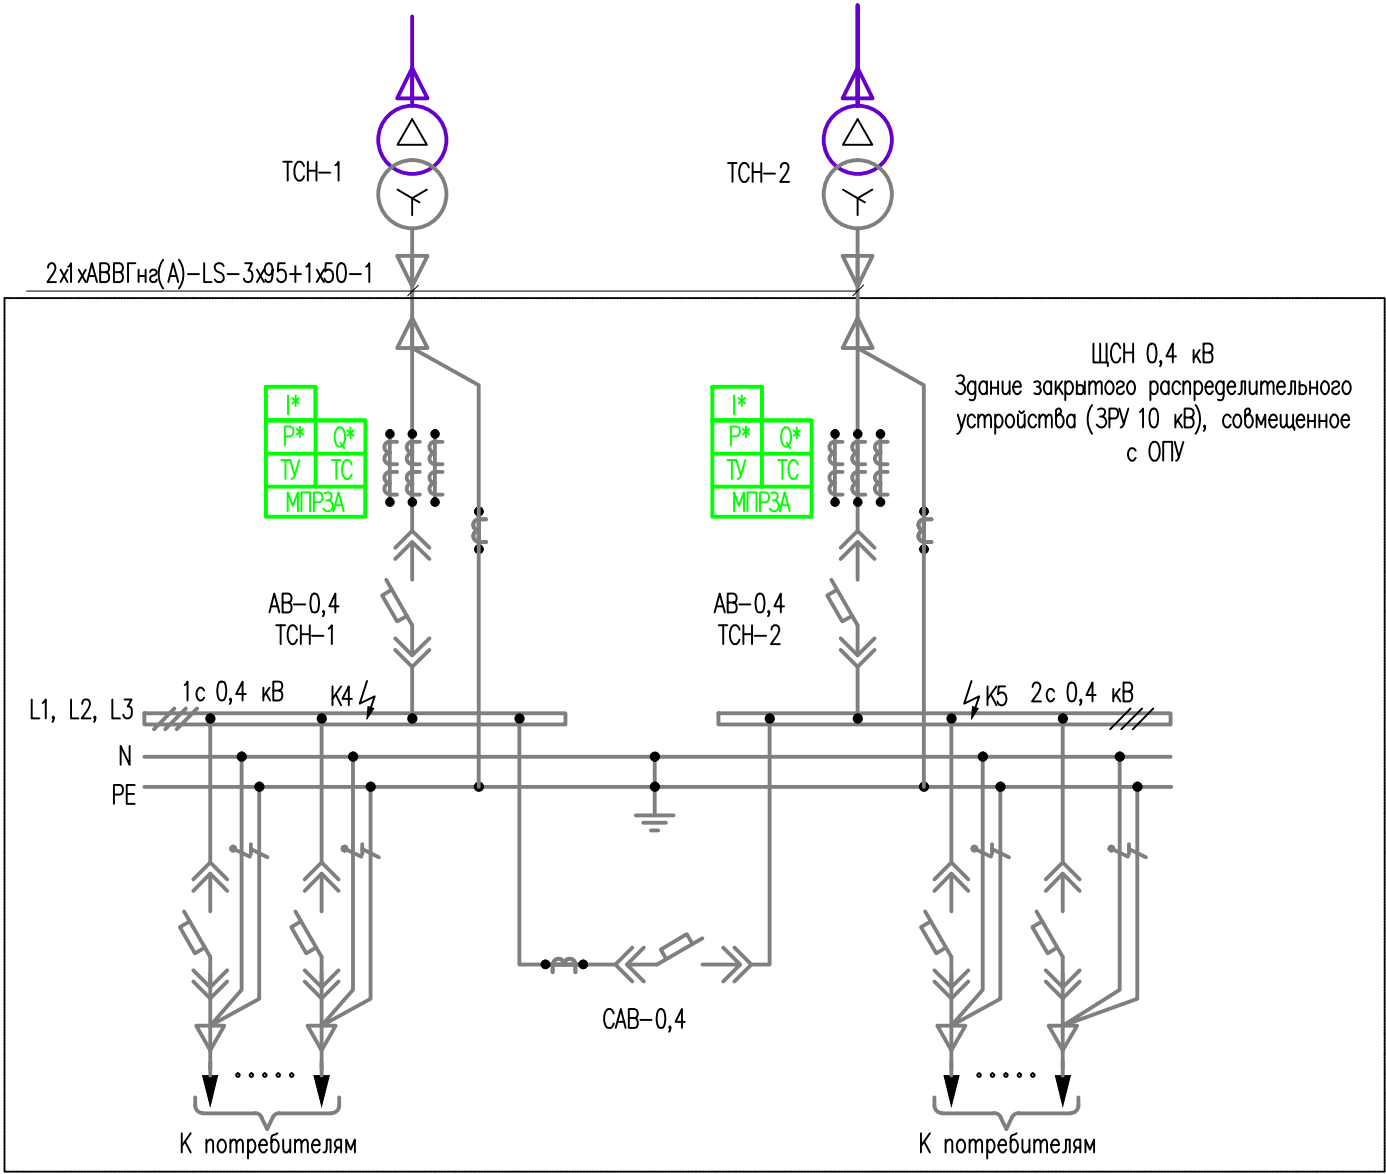 ТСН-1
ТСН-2
2х1хАВВГнг(А)-LS-3х95+1х50-1
ЩСН 0,4 кВ
Здание закрытого распределительного
устройства (ЗРУ 10 кВ), совмещенное
с ОПУ
I*
P* Q*
ТУ ТС
МПРЗА
I*
P* Q*
ТУ ТС
МПРЗА
АВ-0,4
ТСН-1
АВ-0,4
ТСН-2
L1, L2, L3
1с 0,4 кВ
К4
К5
2с 0,4 кВ
N
PE
САВ-0,4
К потребителям
К потребителям